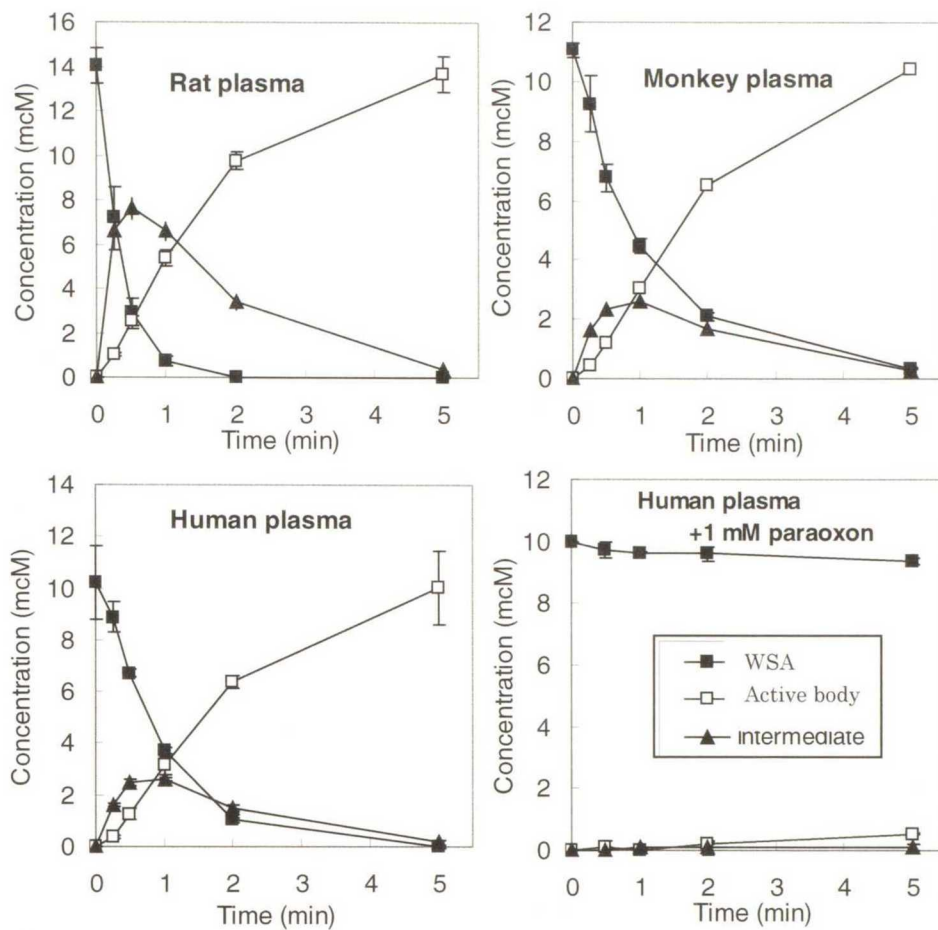 16
14
12
10
8
6
4
2
0
Concentration (mcM)
Rat plasma
0 1 2 3 4 5
Time (min)
12
10
8
6
4
2
0
Concentration (mcM)
Monkey plasma
0 1 2 3 4 5
Time (min)
14
12
10
8
6
4
2
0
Concentration (mcM)
Human plasma
0 1 2 3 4 5
Time (min)
12
10
8
6
4
2
0
Concentration (mcM)
Human plasma
+1 mM paraoxon
WSA
Active body
Intermediate
0 1 2 3 4 5
Time (min)